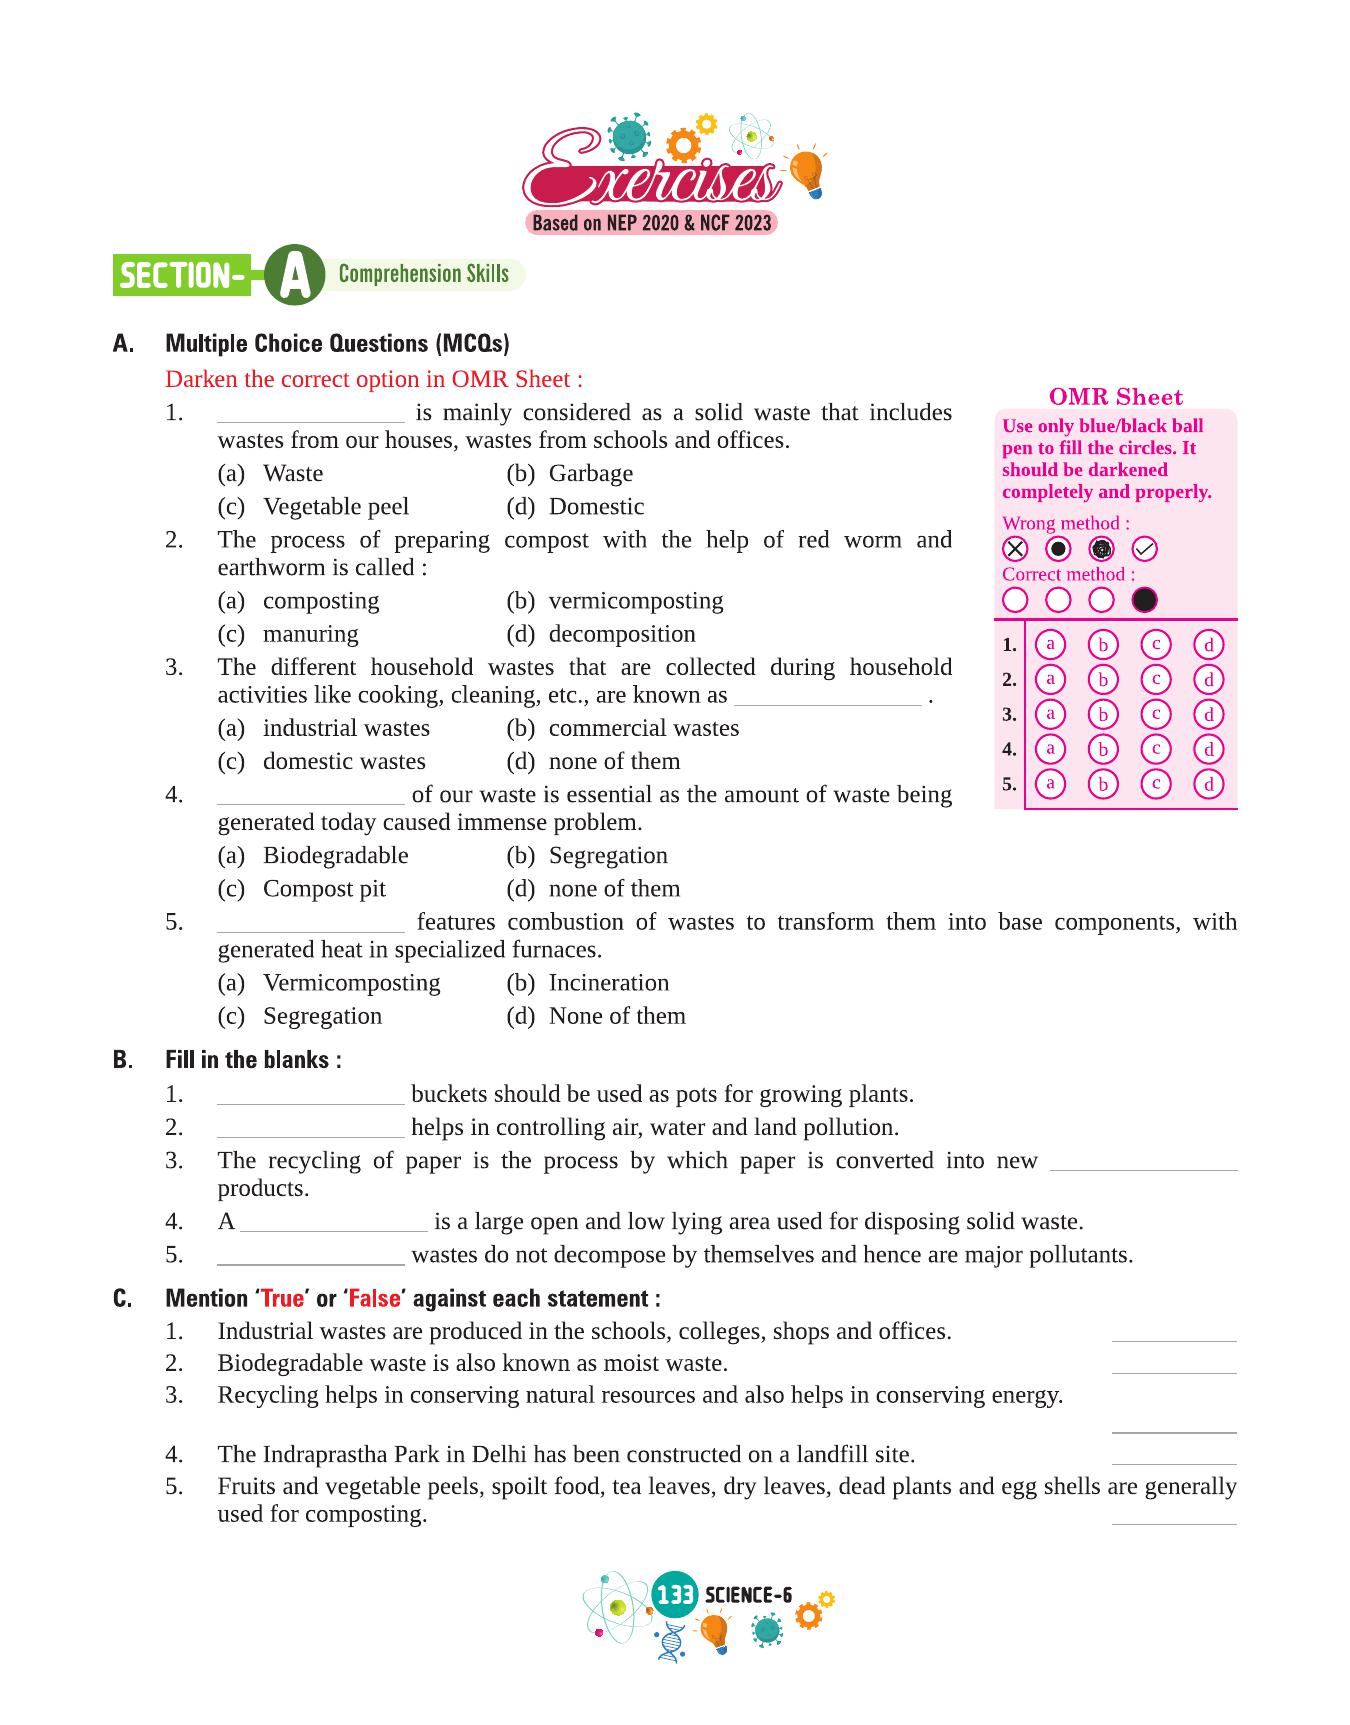 Exercises
Based on NEP 2020 & NCF 2023
SECTION- A Comprehension Skills
A. Multiple Choice Questions (MCQs)
Darken the correct option in OMR Sheet :
1. _______________ is mainly considered as a solid waste that includes
wastes from our houses, wastes from schools and offices.
(a) Waste (b) Garbage
(c) Vegetable peel (d) Domestic
2. The process of preparing compost with the help of red worm and
earthworm is called :
(a) composting (b) vermicomposting
(c) manuring (d) decomposition
3. The different household wastes that are collected during household
activities like cooking, cleaning, etc., are known as _______________ .
(a) industrial wastes (b) commercial wastes
(c) domestic wastes (d) none of them
4. _______________ of our waste is essential as the amount of waste being
generated today caused immense problem.
(a) Biodegradable (b) Segregation
(c) Compost pit (d) none of them
OMR Sheet
Use only blue/black ball
pen to fill the circles. It
should be darkened
completely and properly.
Wrong method :
Correct method :
1. a b c d
2. a b c d
3. a b c d
4. a b c d
5. a b c d
5. _______________ features combustion of wastes to transform them into base components, with
generated heat in specialized furnaces.
(a) Vermicomposting (b) Incineration
(c) Segregation (d) None of them
B. Fill in the blanks :
1. _______________ buckets should be used as pots for growing plants.
2. _______________ helps in controlling air, water and land pollution.
3. The recycling of paper is the process by which paper is converted into new _______________
products.
4. A _______________ is a large open and low lying area used for disposing solid waste.
5. _______________ wastes do not decompose by themselves and hence are major pollutants.
C. Mention ‘True’ or ‘False’ against each statement :
1. Industrial wastes are produced in the schools, colleges, shops and offices. __________
2. Biodegradable waste is also known as moist waste. __________
3. Recycling helps in conserving natural resources and also helps in conserving energy.
__________
4. The Indraprastha Park in Delhi has been constructed on a landfill site. __________
5. Fruits and vegetable peels, spoilt food, tea leaves, dry leaves, dead plants and egg shells are generally
used for composting. __________
133 SCIENCE-6